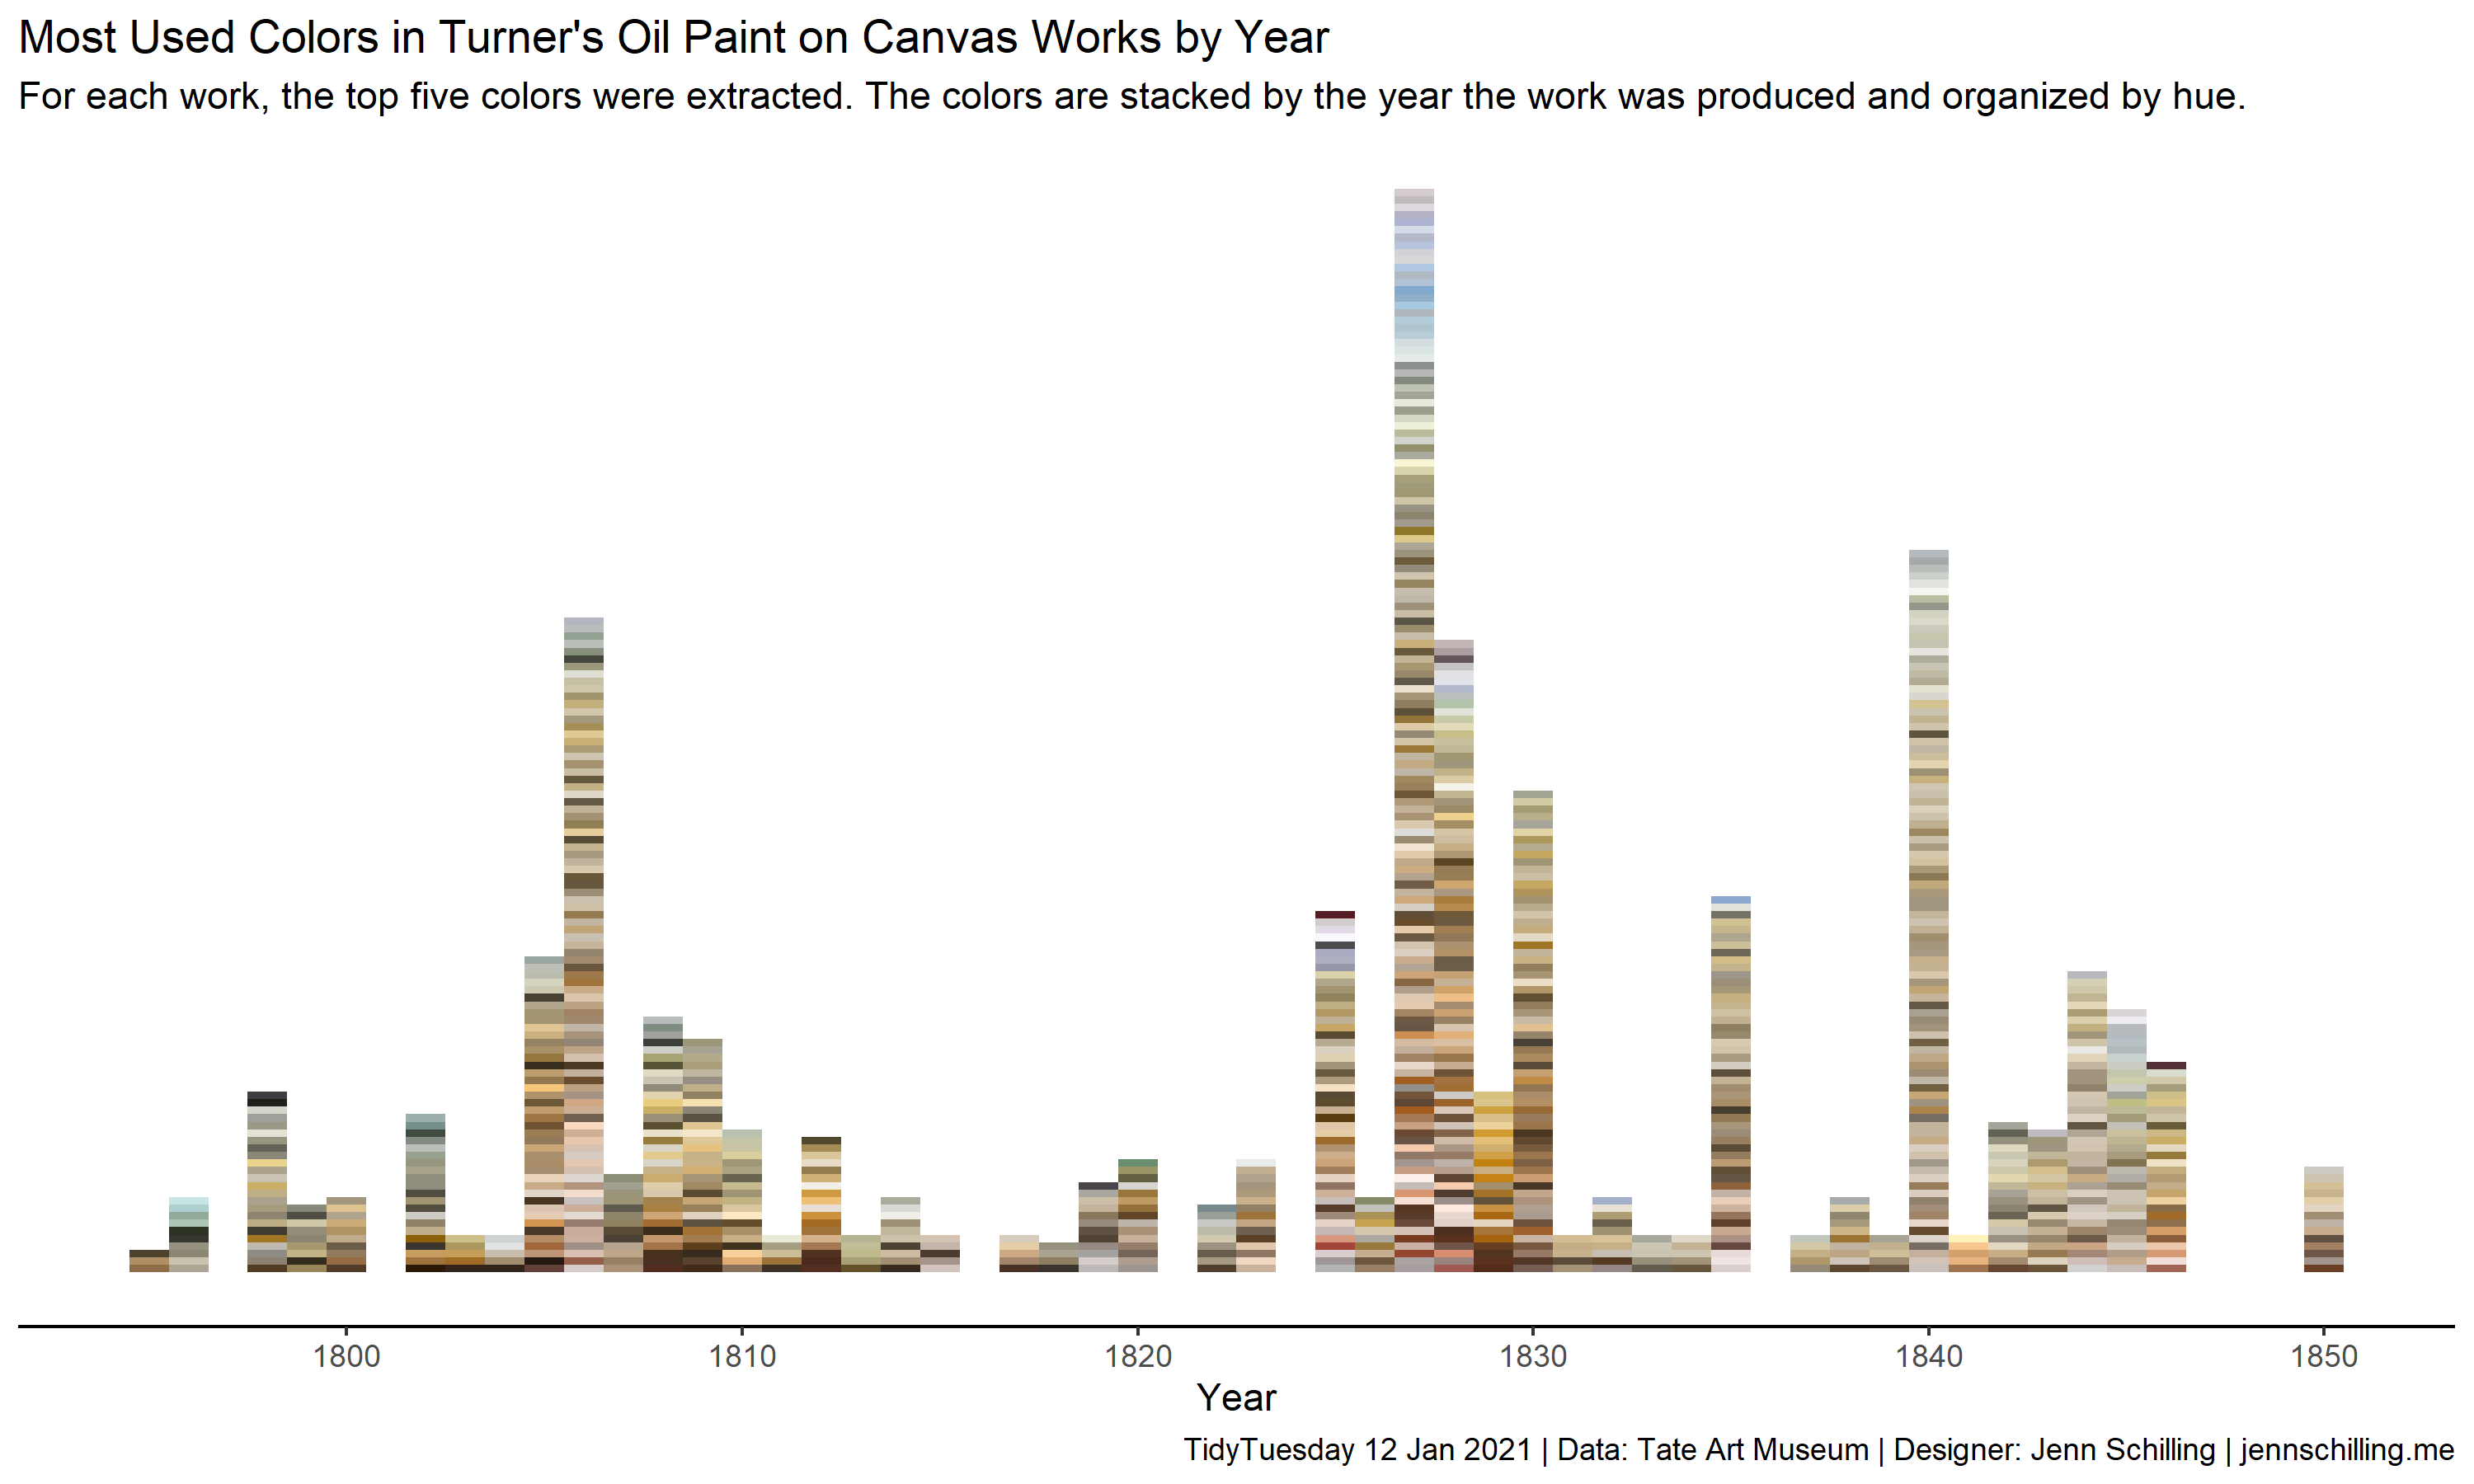 Most Used Colors in Turner's Oil Paint on Canvas Works by Year
For each work, the top five colors were extracted. The colors are stacked by the year the work was produced and organized by hue.
1800 1810 1820 1830 1840 1850
Year
TidyTuesday 12 Jan 2021 | Data: Tate Art Museum | Designer: Jenn Schilling | jennschilling.me